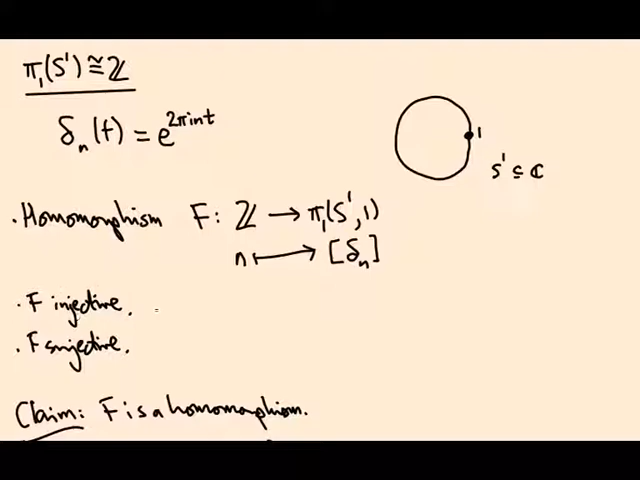 π₁(S¹) ≅ ℤ
δₙ(t) = e^{2πint}
1
S¹ ⊆ ℂ
· Homomorphism F : ℤ → π₁(S¹, 1)
n ↦ [δₙ]
· F injective.
· F surjective.
Claim: F is a homomorphism.